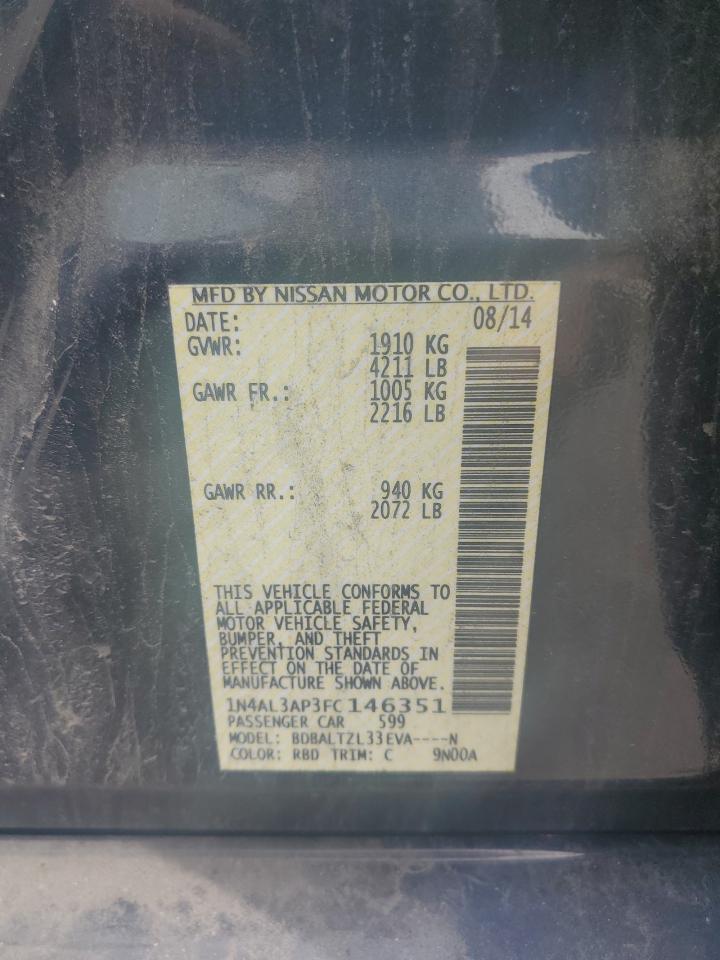 MFD BY NISSAN MOTOR CO., LTD.
DATE: 08/14
GVWR: 1910 KG
4211 LB
GAWR FR.: 1005 KG
2216 LB
GAWR RR.: 940 KG
2072 LB
THIS VEHICLE CONFORMS TO
ALL APPLICABLE FEDERAL
MOTOR VEHICLE SAFETY,
BUMPER, AND THEFT
PREVENTION STANDARDS IN
EFFECT ON THE DATE OF
MANUFACTURE SHOWN ABOVE.
1N4AL3AP3FC146351
PASSENGER CAR 599
MODEL: BDBALTZL33EVA----N
COLOR: RBD TRIM: C 9N00A